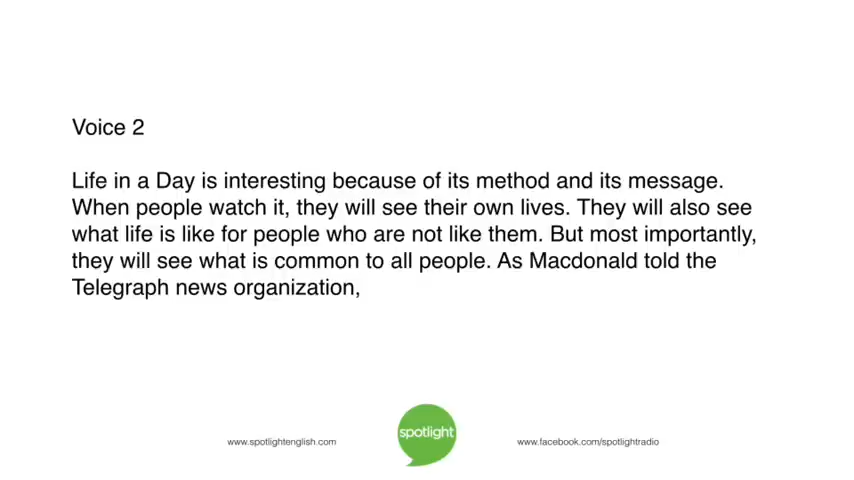 Voice 2
Life in a Day is interesting because of its method and its message.
When people watch it, they will see their own lives. They will also see
what life is like for people who are not like them. But most importantly,
they will see what is common to all people. As Macdonald told the
Telegraph news organization,
spotlight
www.spotlightenglish.com
www.facebook.com/spotlightradio